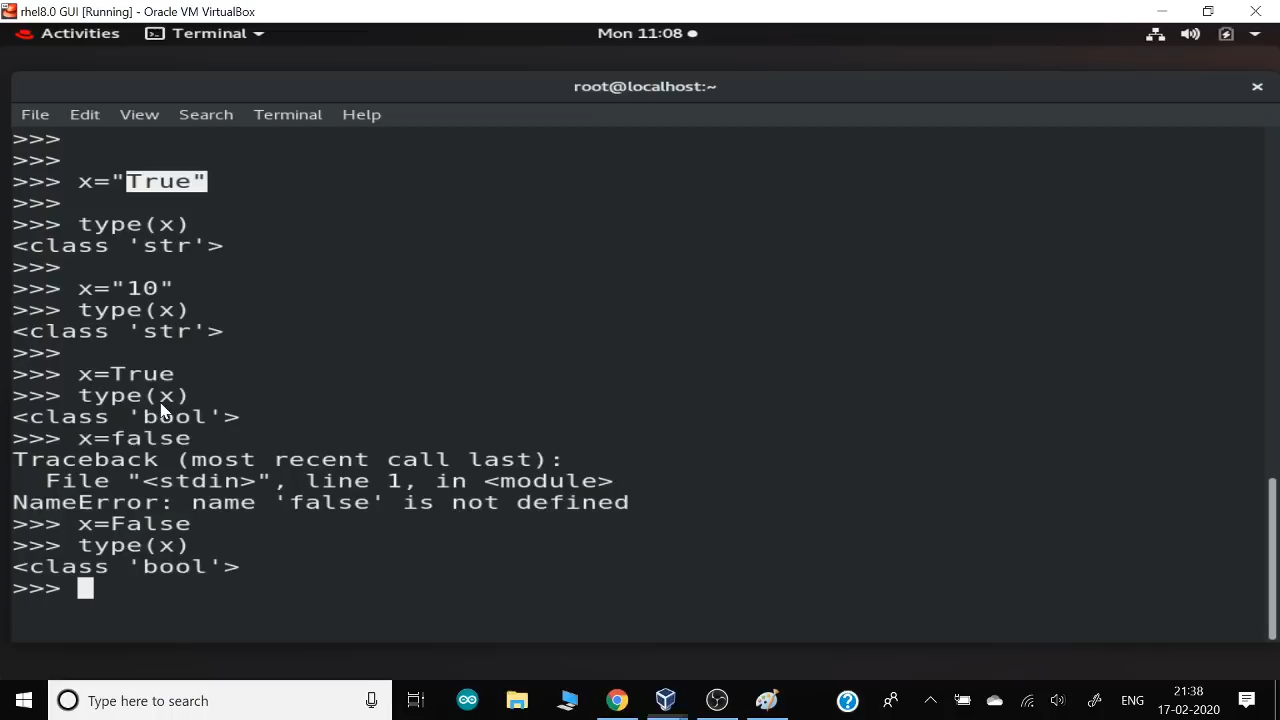 rhel8.0 GUI [Running] - Oracle VM VirtualBox
Activities Terminal Mon 11:08
root@localhost:~
File Edit View Search Terminal Help
>>>
>>>
>>> x="True"
>>>
>>> type(x)
<class 'str'>
>>>
>>> x="10"
>>> type(x)
<class 'str'>
>>>
>>> x=True
>>> type(x)
<class 'bool'>
>>> x=false
Traceback (most recent call last):
  File "<stdin>", line 1, in <module>
NameError: name 'false' is not defined
>>> x=False
>>> type(x)
<class 'bool'>
>>>
Type here to search ENG 21:38
17-02-2020